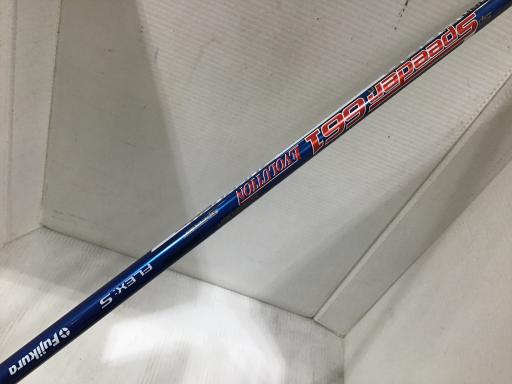 Speeder 661
EVOLUTION
FLEX: S
Fujikura